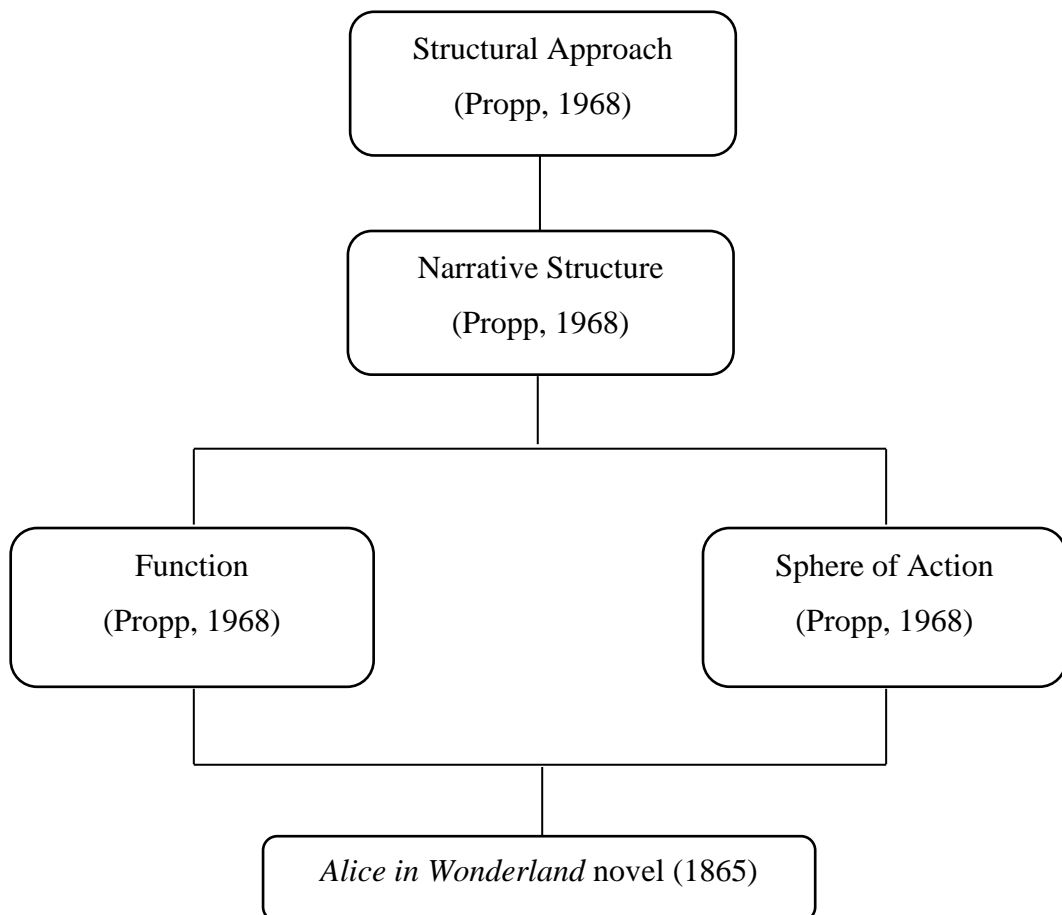 Structural Approach
(Propp, 1968)
Narrative Structure
(Propp, 1968)
Function
(Propp, 1968)
Sphere of Action
(Propp, 1968)
Alice in Wonderland novel (1865)